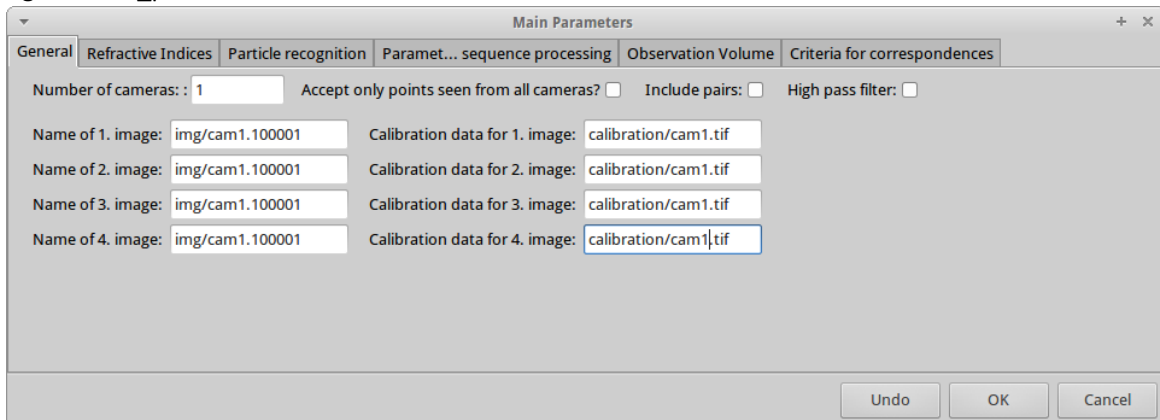 Main Parameters
General Refractive Indices Particle recognition Paramet... sequence processing Observation Volume Criteria for correspondences
Number of cameras: : 1 Accept only points seen from all cameras? Include pairs: High pass filter:
Name of 1. image: img/cam1.100001 Calibration data for 1. image: calibration/cam1.tif
Name of 2. image: img/cam1.100001 Calibration data for 2. image: calibration/cam1.tif
Name of 3. image: img/cam1.100001 Calibration data for 3. image: calibration/cam1.tif
Name of 4. image: img/cam1.100001 Calibration data for 4. image: calibration/cam1.tif
Undo OK Cancel